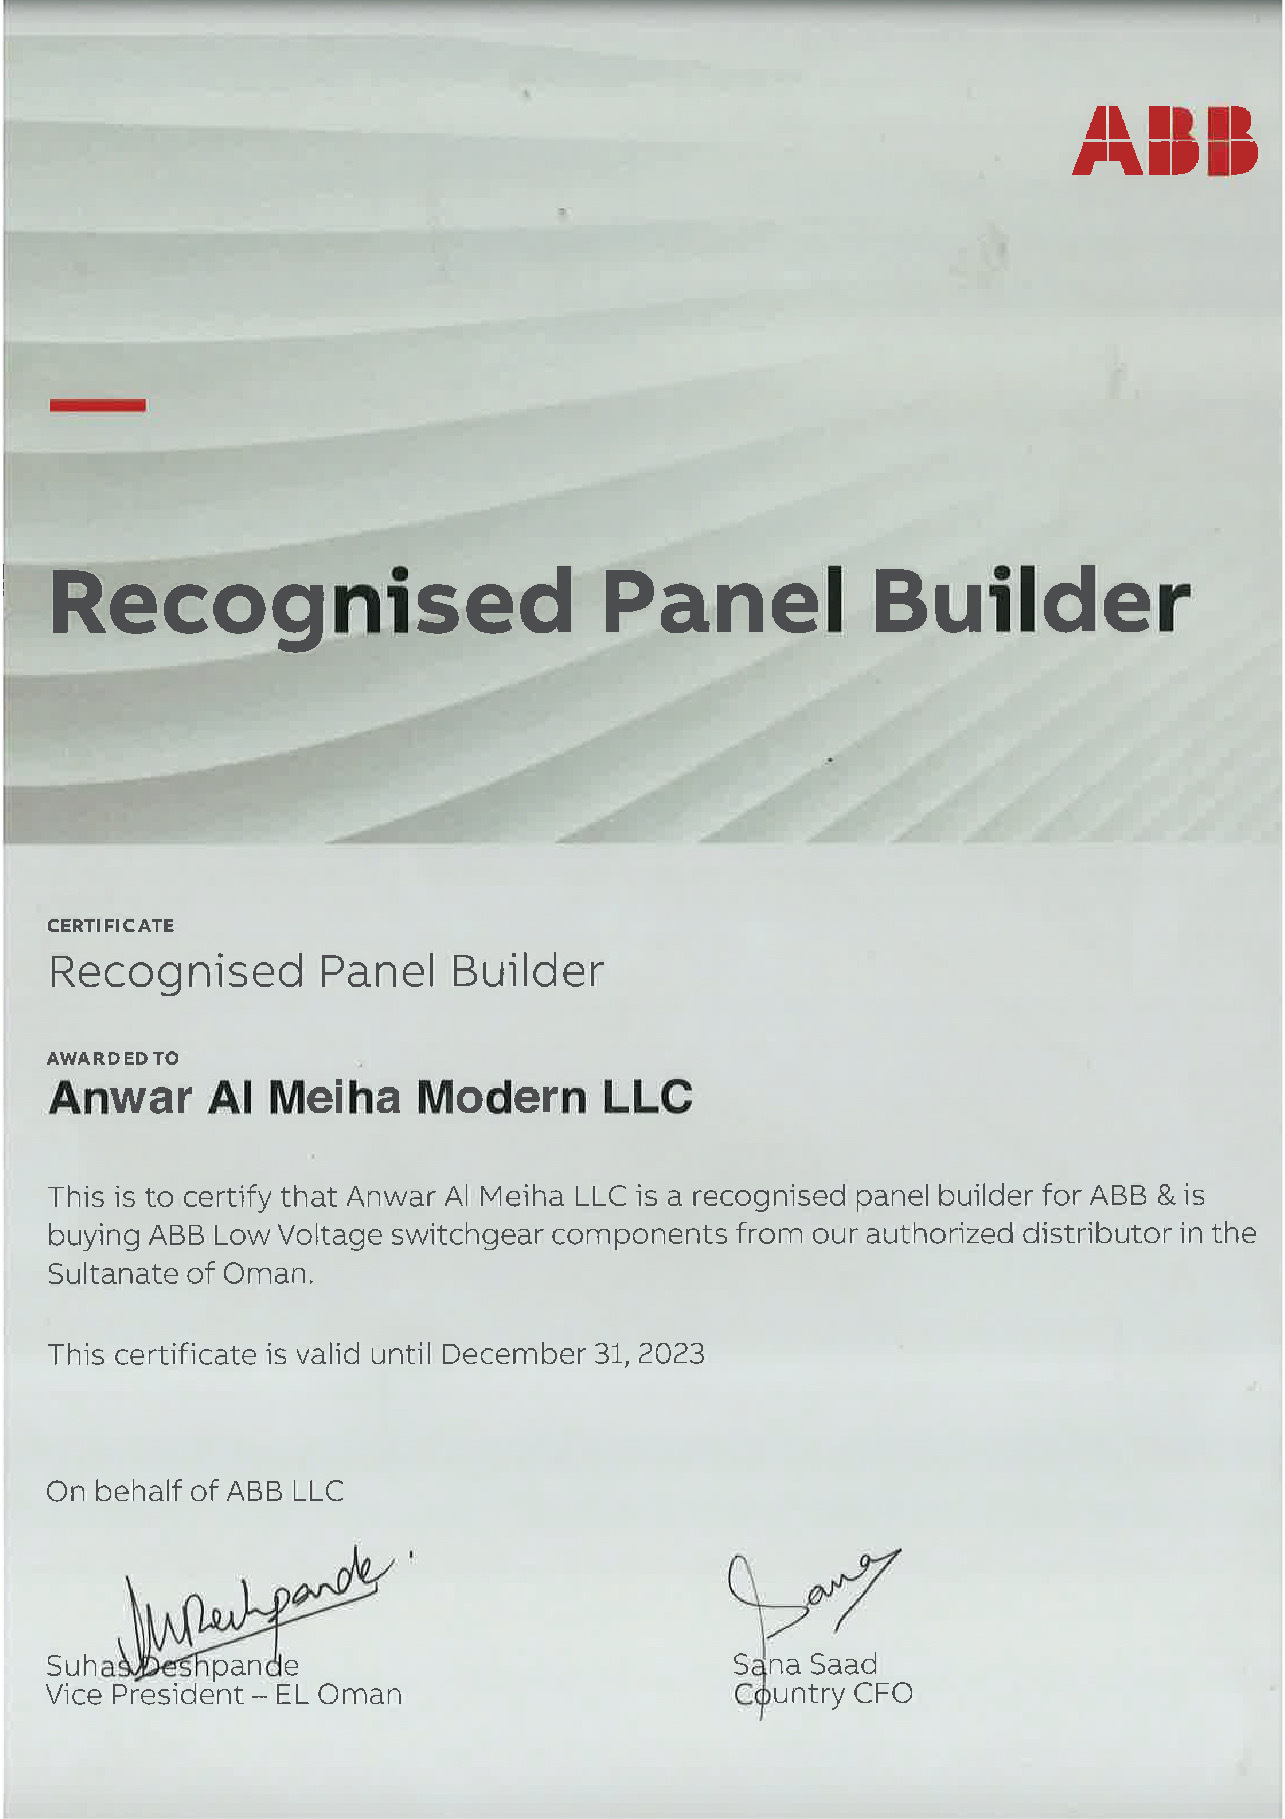 ABB
Recognised Panel Builder
CERTIFICATE
Recognised Panel Builder
AWARDED TO
Anwar Al Meiha Modern LLC
This is to certify that Anwar Al Meiha LLC is a recognised panel builder for ABB & is
buying ABB Low Voltage switchgear components from our authorized distributor in the
Sultanate of Oman.
This certificate is valid until December 31, 2023
On behalf of ABB LLC
Suhas Deshpande
Vice President – EL Oman
Sana Saad
Country CFO